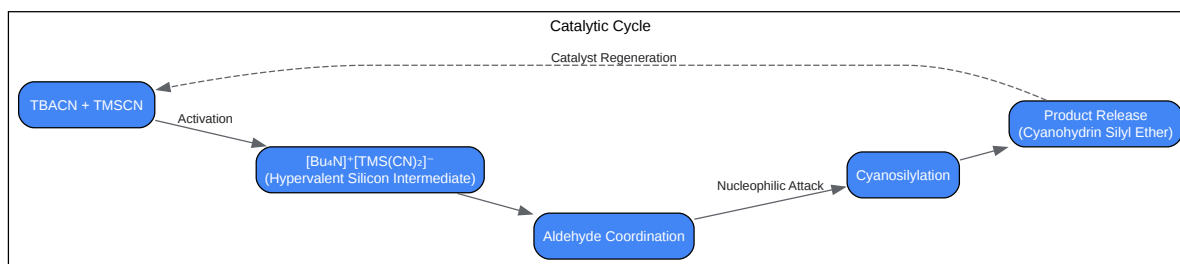 Catalytic Cycle
Catalyst Regeneration
TBACN + TMSCN
Activation
[Bu₄N]⁺[TMS(CN)₂]⁻
(Hypervalent Silicon Intermediate)
Aldehyde Coordination
Nucleophilic Attack
Cyanosilylation
Product Release
(Cyanohydrin Silyl Ether)